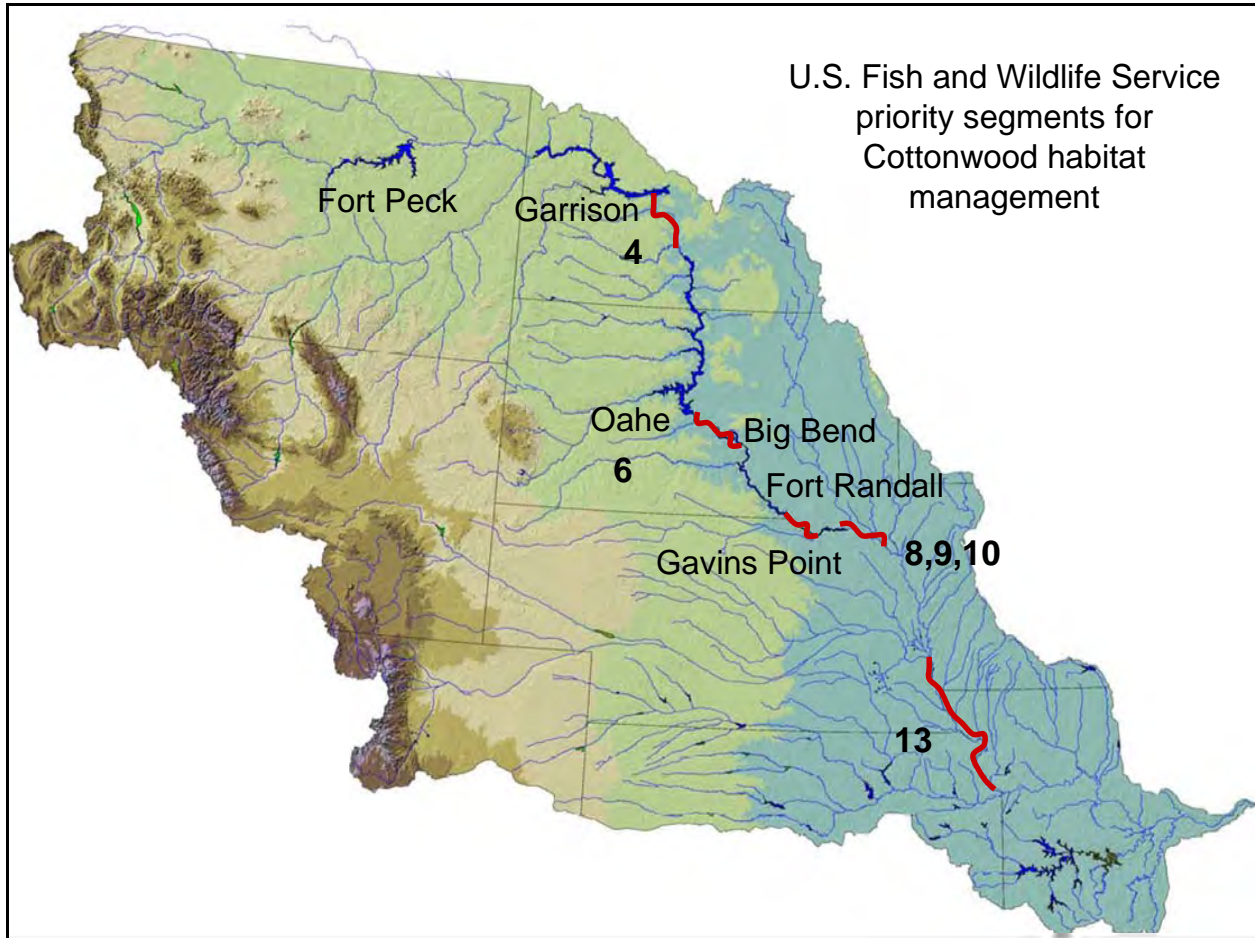 U.S. Fish and Wildlife Service
priority segments for
Cottonwood habitat
management
Fort Peck
Garrison
4
Oahe
Big Bend
6
Fort Randall
Gavins Point
8,9,10
13